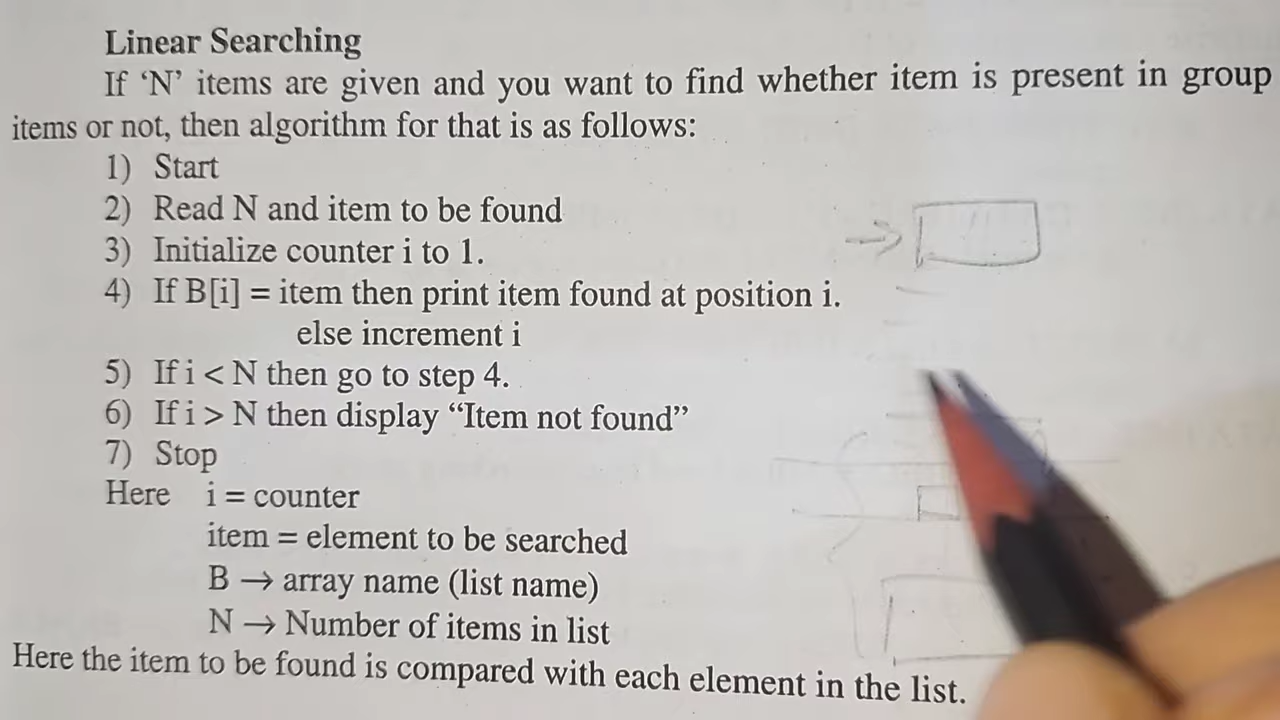 Linear Searching
If ‘N’ items are given and you want to find whether item is present in group
items or not, then algorithm for that is as follows:
1) Start
2) Read N and item to be found
3) Initialize counter i to 1.
4) If B[i] = item then print item found at position i.
else increment i
5) If i < N then go to step 4.
6) If i > N then display “Item not found”
7) Stop
Here i = counter
item = element to be searched
B → array name (list name)
N → Number of items in list
Here the item to be found is compared with each element in the list.